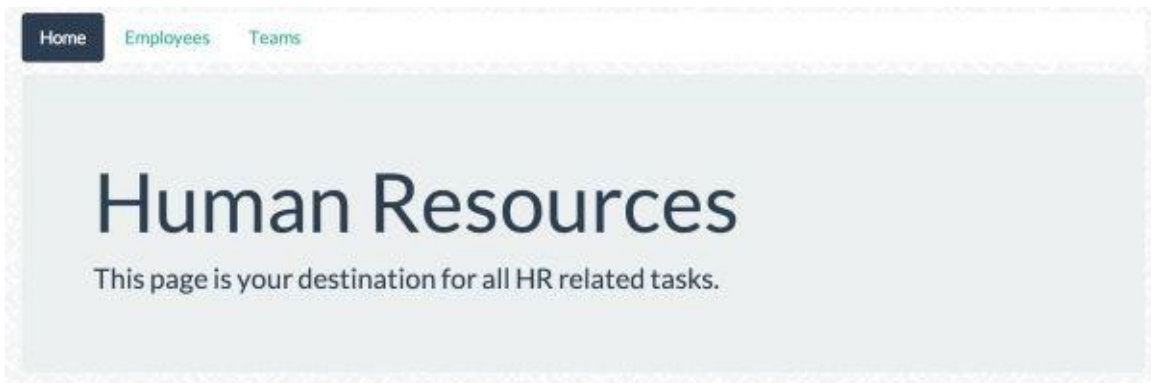 Home Employees Teams
Human Resources
This page is your destination for all HR related tasks.